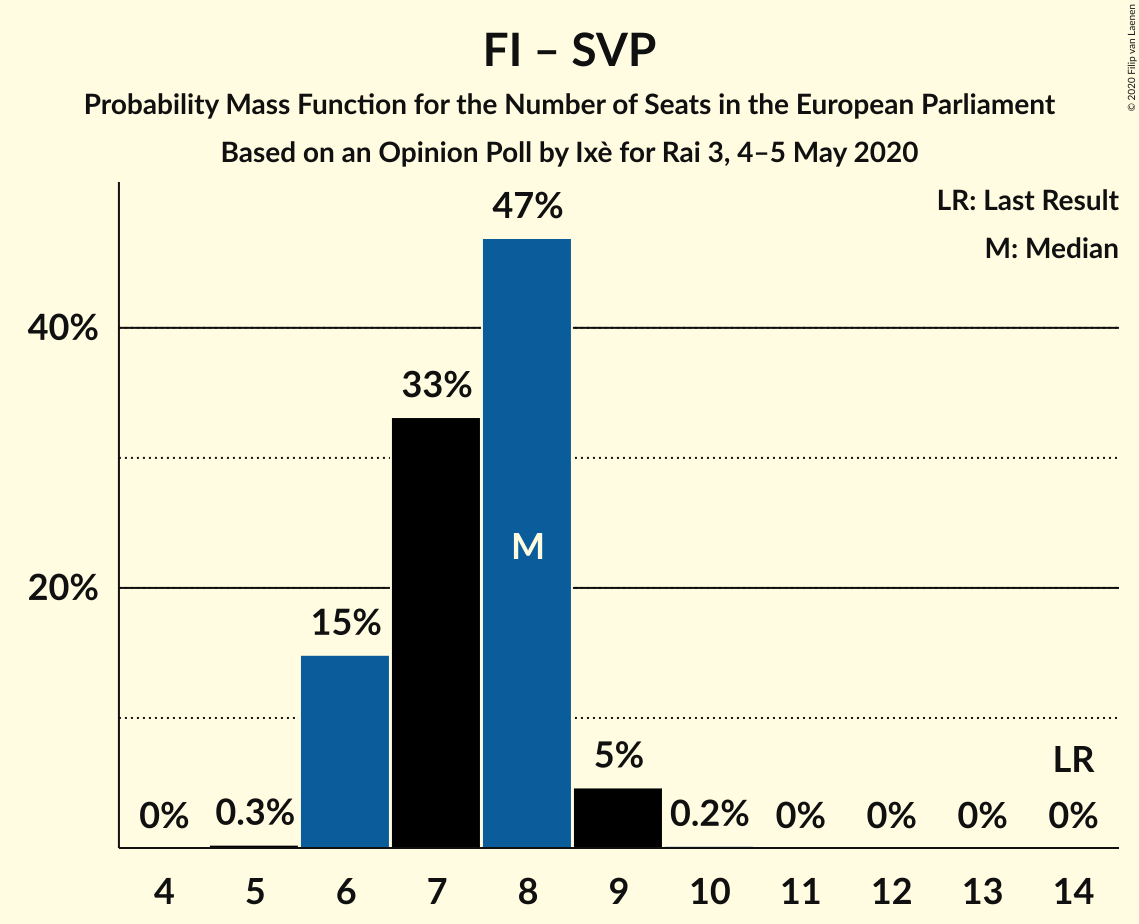 FI – SVP
Probability Mass Function for the Number of Seats in the European Parliament
Based on an Opinion Poll by Ixè for Rai 3, 4–5 May 2020
© 2020 Filip van Laenen
LR: Last Result
M: Median
47%
40%
33%
M
20%
15%
5%
LR
0% 0.3% 0.2% 0% 0% 0% 0%
4 5 6 7 8 9 10 11 12 13 14